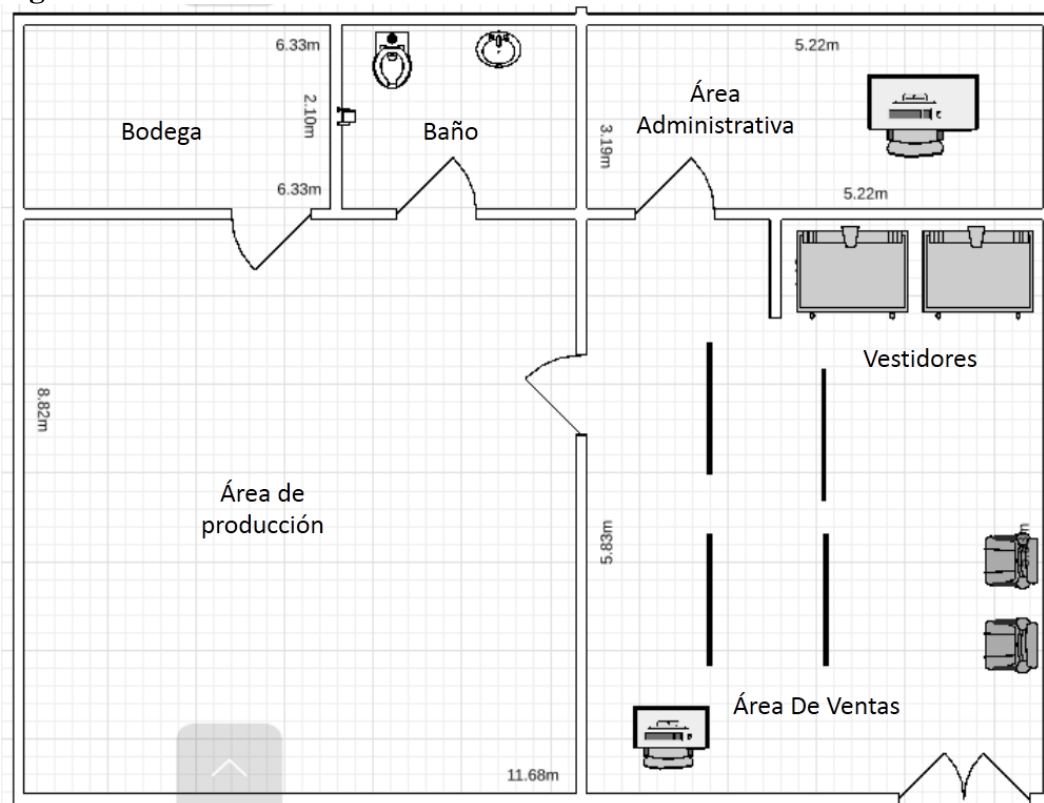 6.33m
5.22m
Área
Administrativa
2.10m
Bodega
Baño
3.19m
6.33m
5.22m
Vestidores
8.82m
Área de
producción
5.83m
Área De Ventas
11.68m